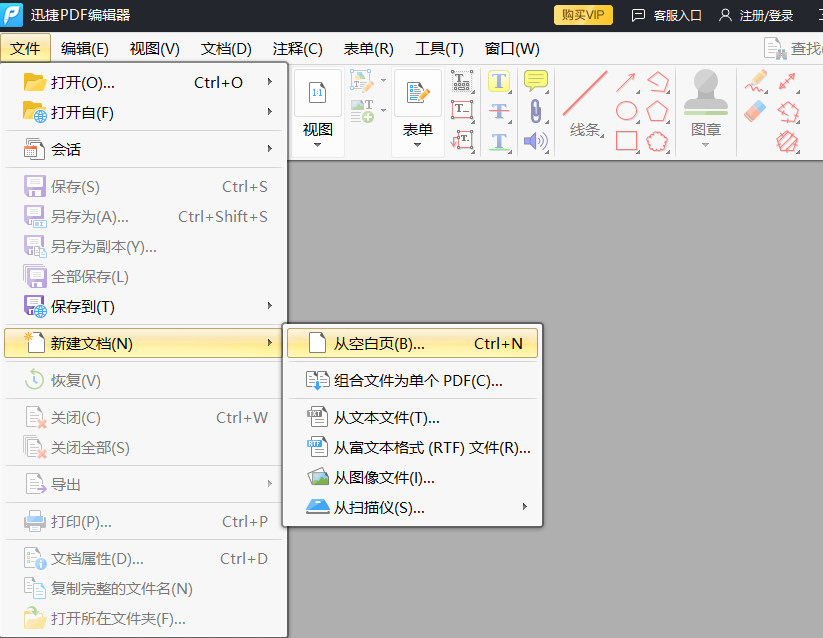 迅捷PDF编辑器
购买VIP 客服入口 注册/登录
文件 编辑(E) 视图(V) 文档(D) 注释(C) 表单(R) 工具(T) 窗口(W) 查找
视图 表单 线条 图章
打开(O)... Ctrl+O
打开自(F)
会话
保存(S) Ctrl+S
另存为(A)... Ctrl+Shift+S
另存为副本(Y)...
全部保存(L)
保存到(T)
新建文档(N)
恢复(V)
关闭(C) Ctrl+W
关闭全部(S)
导出
打印(P)... Ctrl+P
文档属性(D)... Ctrl+D
复制完整的文件名(N)
打开所在文件夹(F)...
从空白页(B)... Ctrl+N
组合文件为单个 PDF(C)...
从文本文件(T)...
从富文本格式 (RTF) 文件(R)...
从图像文件(I)...
从扫描仪(S)...